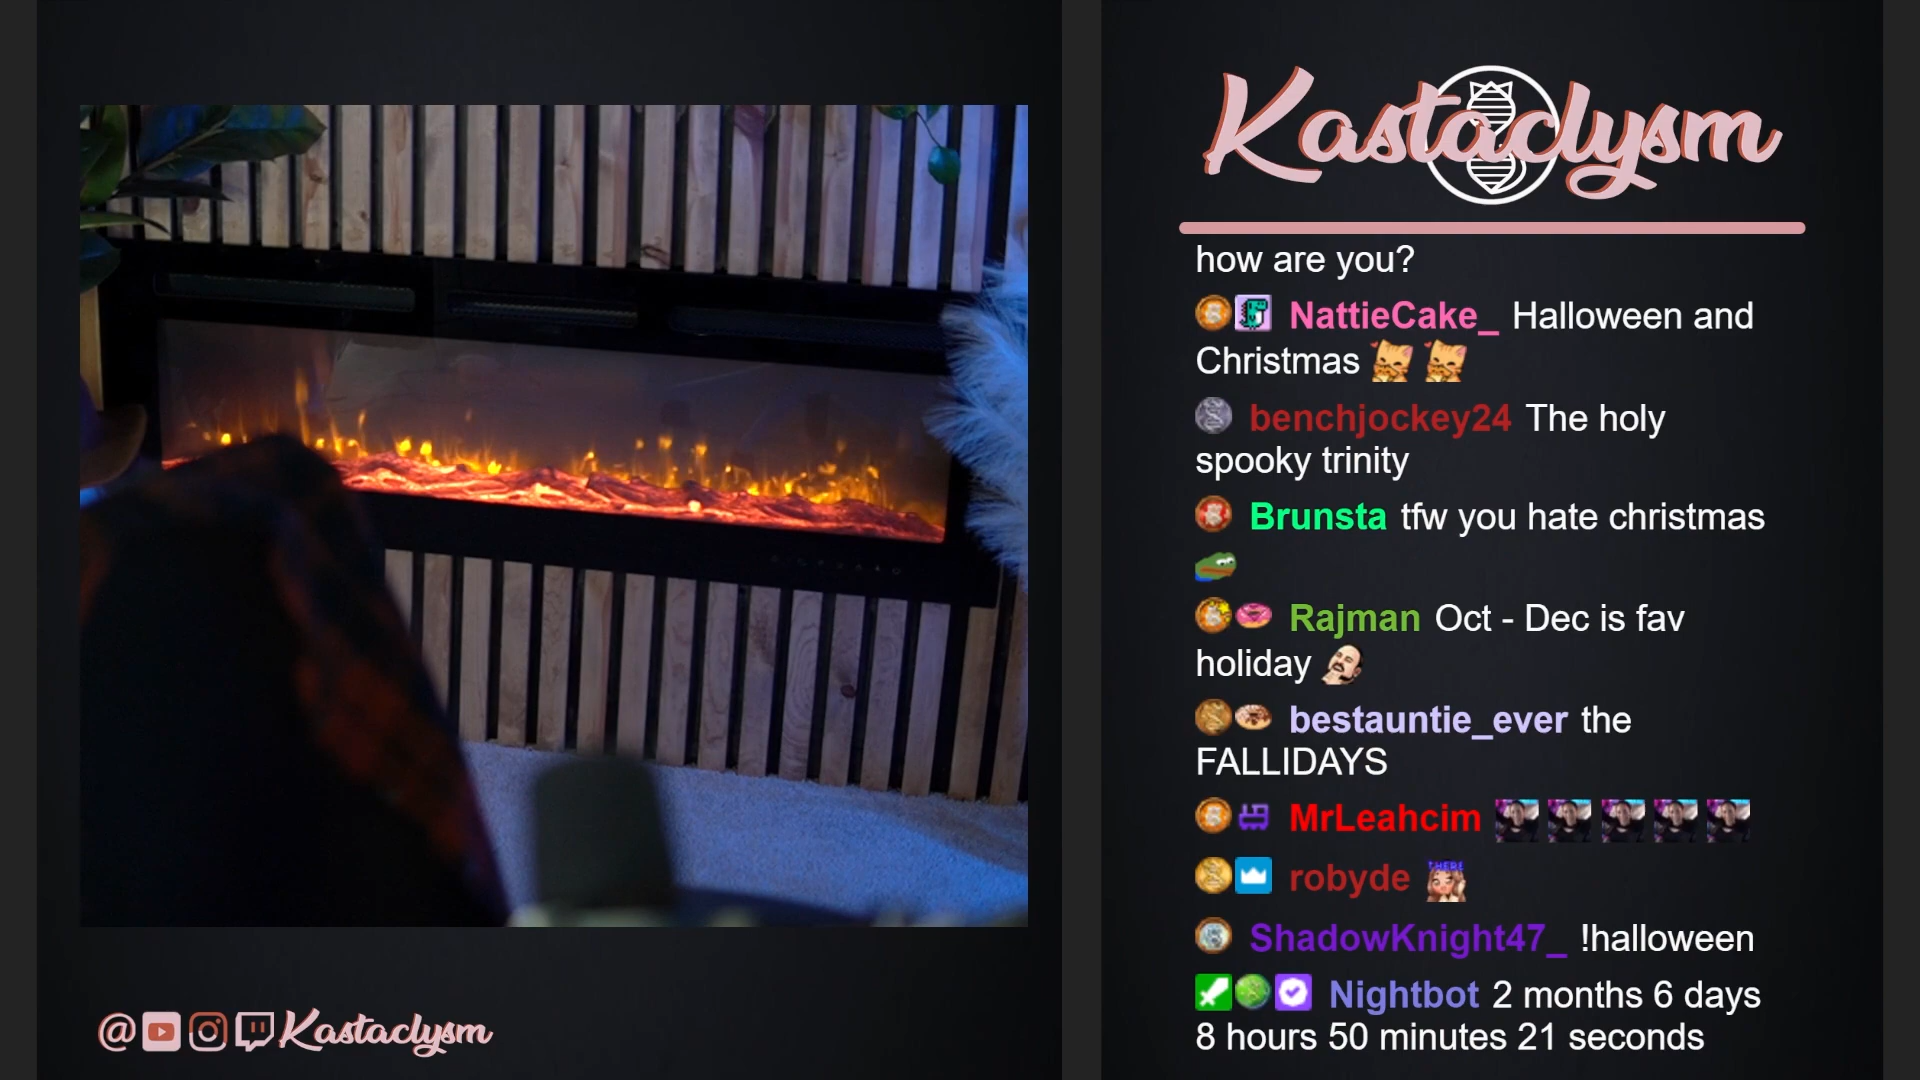 Kastaclysm
how are you?
NattieCake_ Halloween and
Christmas
benchjockey24 The holy
spooky trinity
Brunsta tfw you hate christmas
Rajman Oct - Dec is fav
holiday
bestauntie_ever the
FALLIDAYS
MrLeahcim
robyde THERE
ShadowKnight47_ !halloween
Nightbot 2 months 6 days
8 hours 50 minutes 21 seconds
@ Kastaclysm